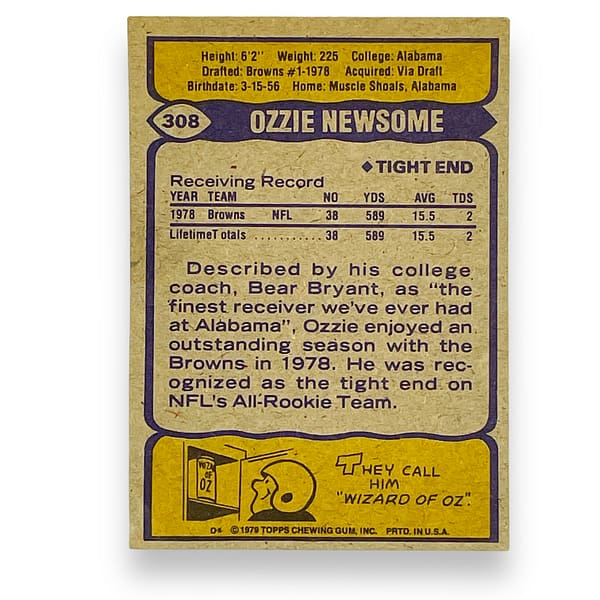 Height: 6'2" Weight: 225 College: Alabama
Drafted: Browns #1-1978 Acquired: Via Draft
Birthdate: 3-15-56 Home: Muscle Shoals, Alabama
308 OZZIE NEWSOME
◆TIGHT END
Receiving Record
YEAR TEAM NO YDS AVG TDS
1978 Browns NFL 38 589 15.5 2
LifetimeTotals .......... 38 589 15.5 2
Described by his college
coach, Bear Bryant, as "the
finest receiver we've ever had
at Alabama", Ozzie enjoyed an
outstanding season with the
Browns in 1978. He was rec-
ognized as the tight end on
NFL's All-Rookie Team.
WIZARD
OF
OZ
THEY CALL
HIM
"WIZARD OF OZ".
D* ©1979 TOPPS CHEWING GUM, INC. PRTD. IN U.S.A.